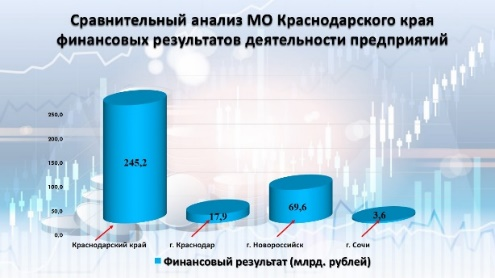 Сравнительный анализ МО Краснодарского края
финансовых результатов деятельности предприятий
250,0
200,0
150,0
100,0
50,0
0,0
245,2
17,9
69,6
3,6
Краснодарский край г. Краснодар г. Новороссийск г. Сочи
Финансовый результат (млрд. рублей)